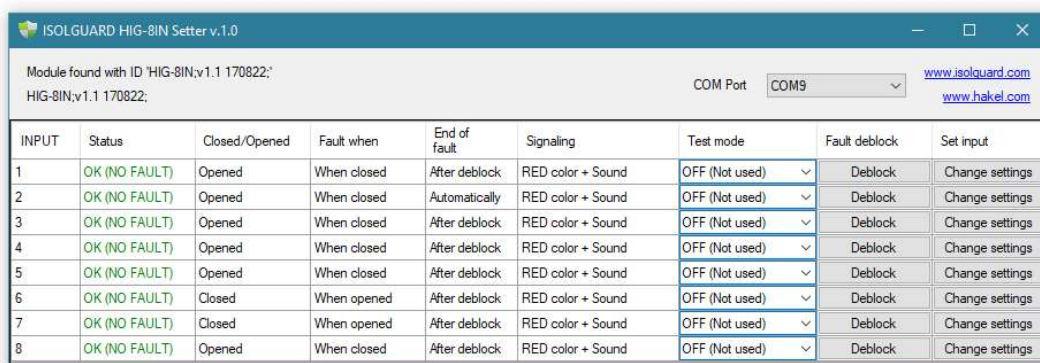 ISOLGUARD HIG-8IN Setter v.1.0
Module found with ID 'HIG-8IN;v1.1 170822;'
HIG-8IN;v1.1 170822;
COM Port COM9
www.isolguard.com
www.hakel.com
INPUT Status Closed/Opened Fault when End of fault Signaling Test mode Fault deblock Set input
1 OK (NO FAULT) Opened When closed After deblock RED color + Sound OFF (Not used) Deblock Change settings
2 OK (NO FAULT) Opened When closed Automatically RED color + Sound OFF (Not used) Deblock Change settings
3 OK (NO FAULT) Opened When closed After deblock RED color + Sound OFF (Not used) Deblock Change settings
4 OK (NO FAULT) Opened When closed After deblock RED color + Sound OFF (Not used) Deblock Change settings
5 OK (NO FAULT) Opened When closed After deblock RED color + Sound OFF (Not used) Deblock Change settings
6 OK (NO FAULT) Closed When opened After deblock RED color + Sound OFF (Not used) Deblock Change settings
7 OK (NO FAULT) Closed When opened After deblock RED color + Sound OFF (Not used) Deblock Change settings
8 OK (NO FAULT) Opened When closed After deblock RED color + Sound OFF (Not used) Deblock Change settings